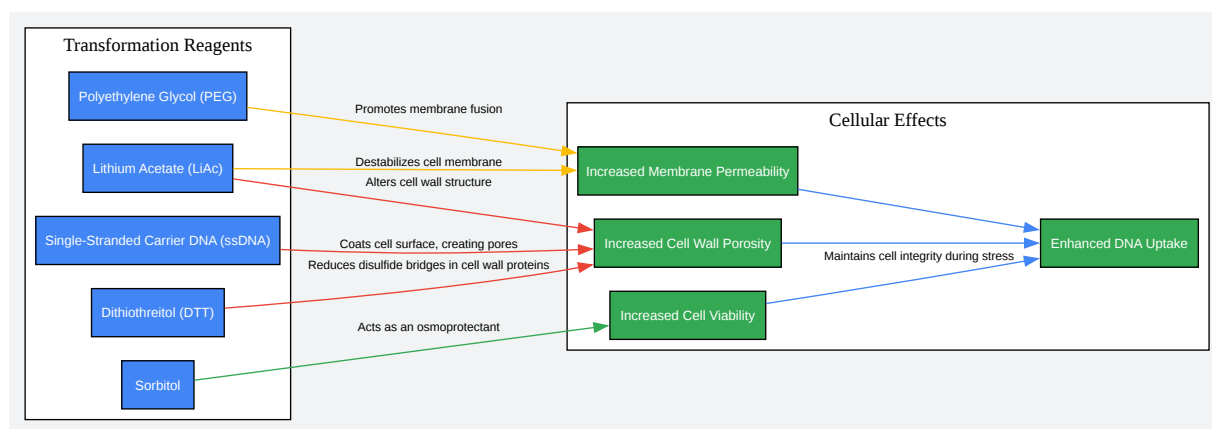 Transformation Reagents
Polyethylene Glycol (PEG)
Lithium Acetate (LiAc)
Single-Stranded Carrier DNA (ssDNA)
Dithiothreitol (DTT)
Sorbitol
Promotes membrane fusion
Destabilizes cell membrane
Alters cell wall structure
Coats cell surface, creating pores
Reduces disulfide bridges in cell wall proteins
Acts as an osmoprotectant
Cellular Effects
Increased Membrane Permeability
Increased Cell Wall Porosity
Increased Cell Viability
Maintains cell integrity during stress
Enhanced DNA Uptake